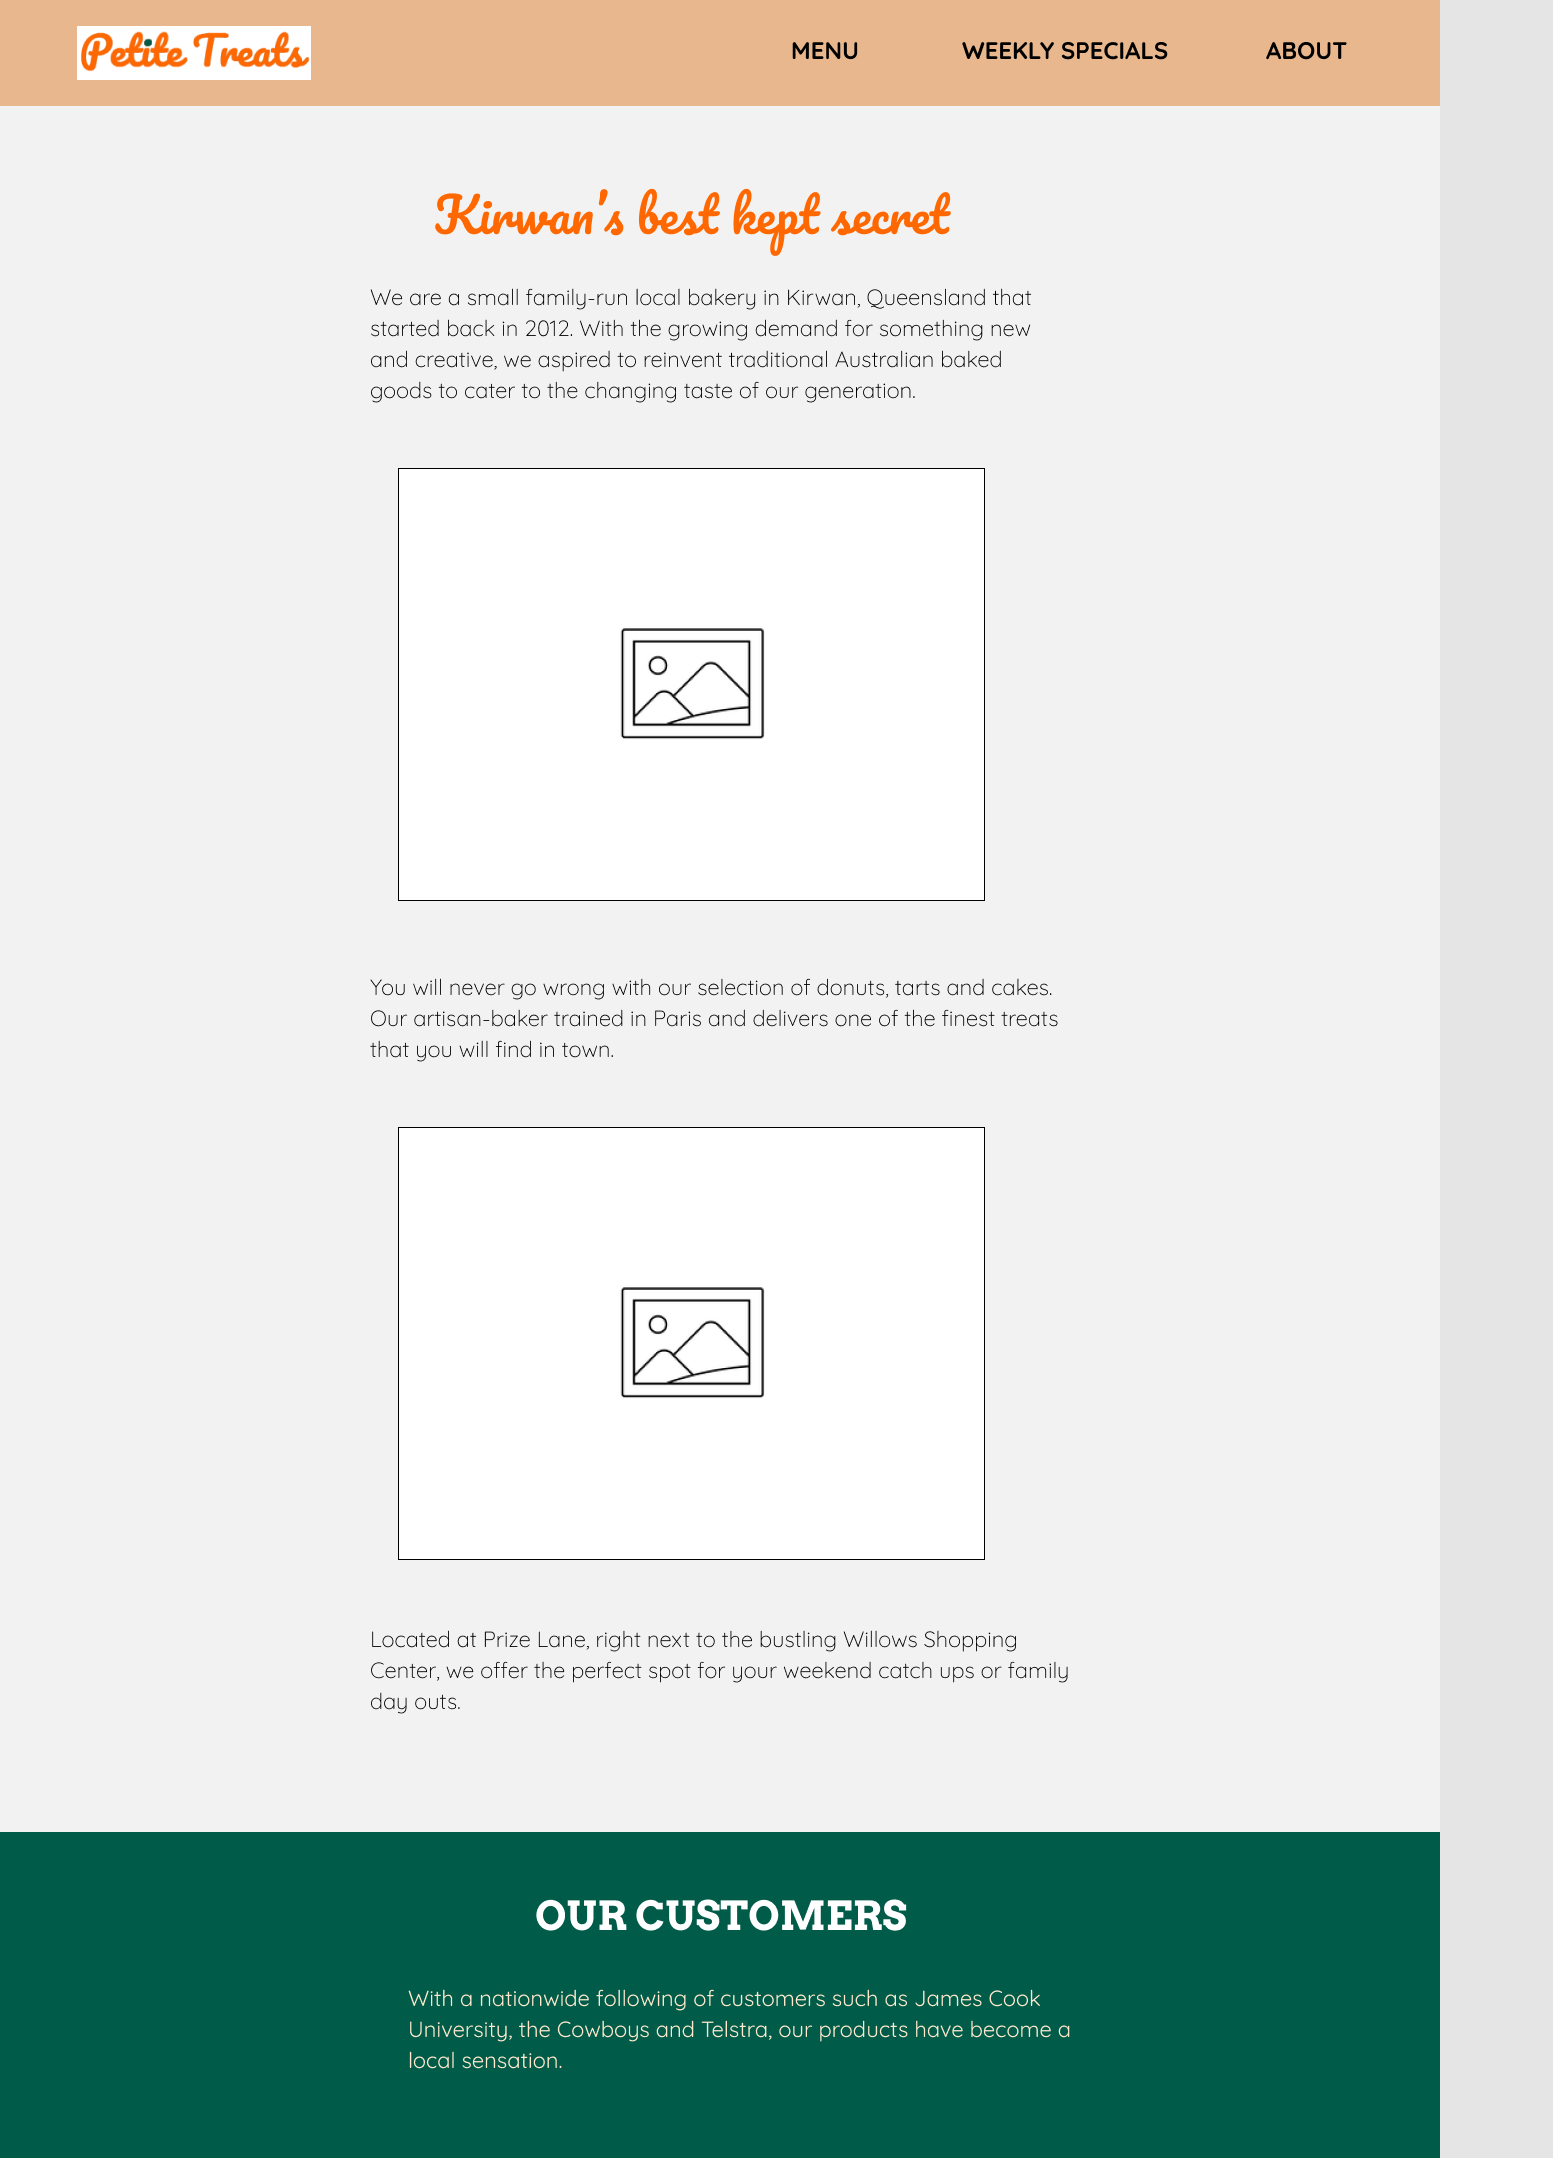 Petite Treats
MENU
WEEKLY SPECIALS
ABOUT
Kirwan's best kept secret
We are a small family-run local bakery in Kirwan, Queensland that
started back in 2012. With the growing demand for something new
and creative, we aspired to reinvent traditional Australian baked
goods to cater to the changing taste of our generation.
You will never go wrong with our selection of donuts, tarts and cakes.
Our artisan-baker trained in Paris and delivers one of the finest treats
that you will find in town.
Located at Prize Lane, right next to the bustling Willows Shopping
Center, we offer the perfect spot for your weekend catch ups or family
day outs.
OUR CUSTOMERS
With a nationwide following of customers such as James Cook
University, the Cowboys and Telstra, our products have become a
local sensation.